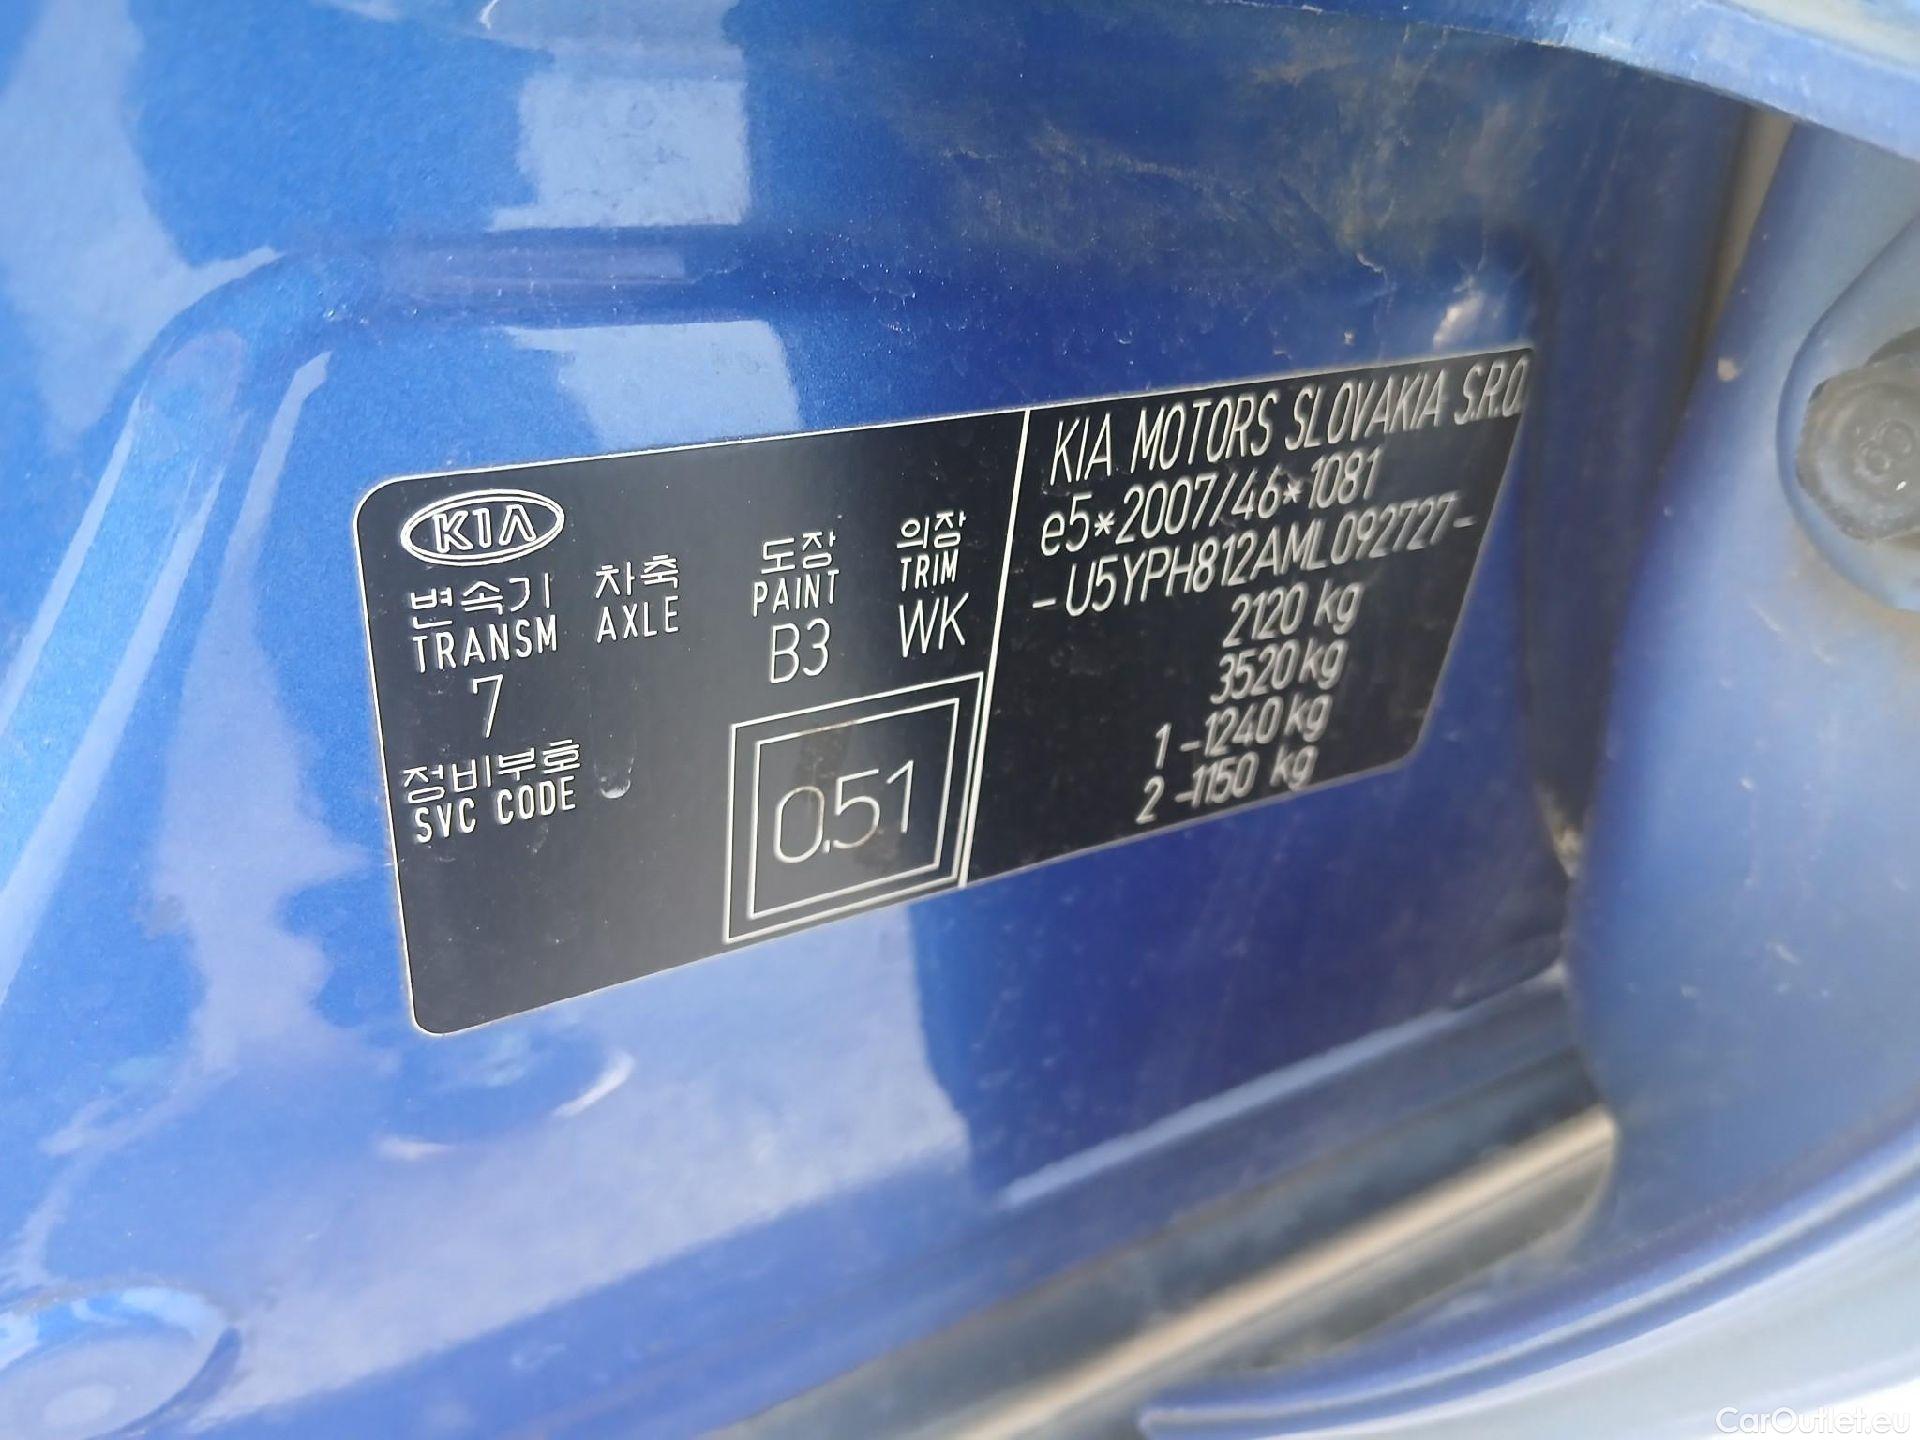 KIA
변속기 차축 도장 의장
TRANSM AXLE PAINT TRIM
7 B3 WK
정비부호
SVC CODE
0.51
KIA MOTORS SLOVAKIA S.R.O.
e5*2007/46*1081
-U5YPH812AML092727-
2120 kg
3520 kg
1 -1240 kg
2 -1150 kg
CarOutlet.eu